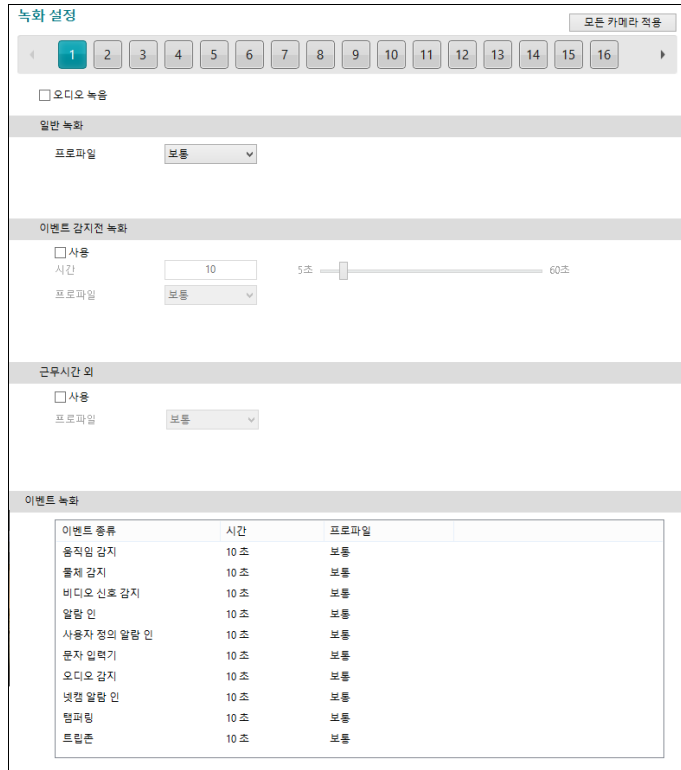 녹화 설정
모든 카메라 적용
1 2 3 4 5 6 7 8 9 10 11 12 13 14 15 16
오디오 녹음
일반 녹화
프로파일 보통
이벤트 감지전 녹화
사용
시간 10 5초 60초
프로파일 보통
근무시간 외
사용
프로파일 보통
이벤트 녹화
이벤트 종류 시간 프로파일
움직임 감지 10 초 보통
물체 감지 10 초 보통
비디오 신호 감지 10 초 보통
알람 인 10 초 보통
사용자 정의 알람 인 10 초 보통
문자 입력기 10 초 보통
오디오 감지 10 초 보통
넷캠 알람 인 10 초 보통
탬퍼링 10 초 보통
트립존 10 초 보통